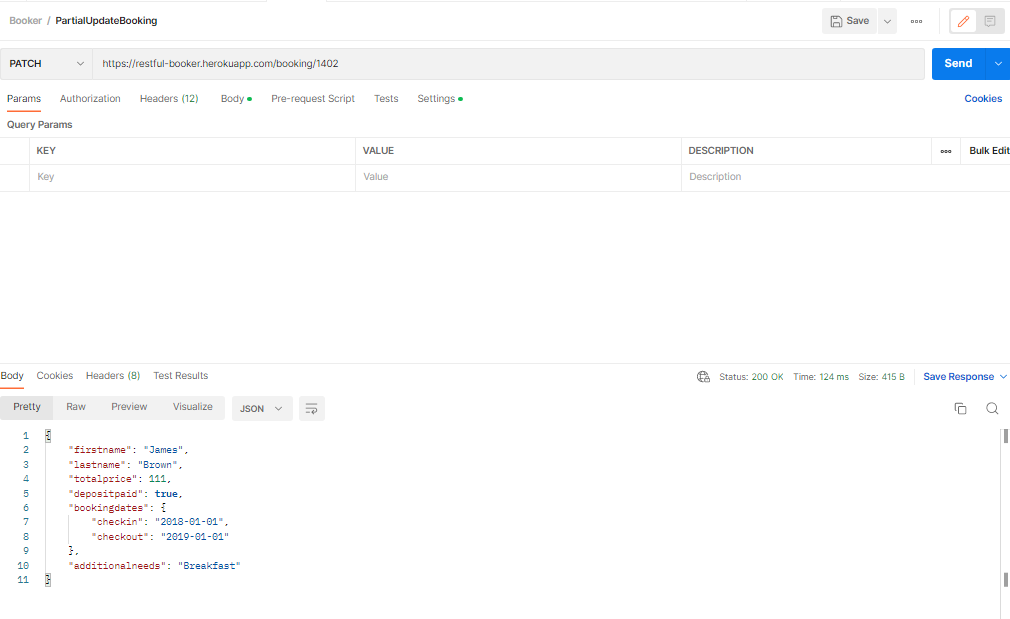 Booker / PartialUpdateBooking
Save
PATCH https://restful-booker.herokuapp.com/booking/1402 Send
Params Authorization Headers (12) Body Pre-request Script Tests Settings Cookies
Query Params
KEY VALUE DESCRIPTION Bulk Edit
Key Value Description
Body Cookies Headers (8) Test Results Status: 200 OK Time: 124 ms Size: 415 B Save Response
Pretty Raw Preview Visualize JSON
1 {
2 "firstname": "James",
3 "lastname": "Brown",
4 "totalprice": 111,
5 "depositpaid": true,
6 "bookingdates": {
7 "checkin": "2018-01-01",
8 "checkout": "2019-01-01"
9 },
10 "additionalneeds": "Breakfast"
11 }